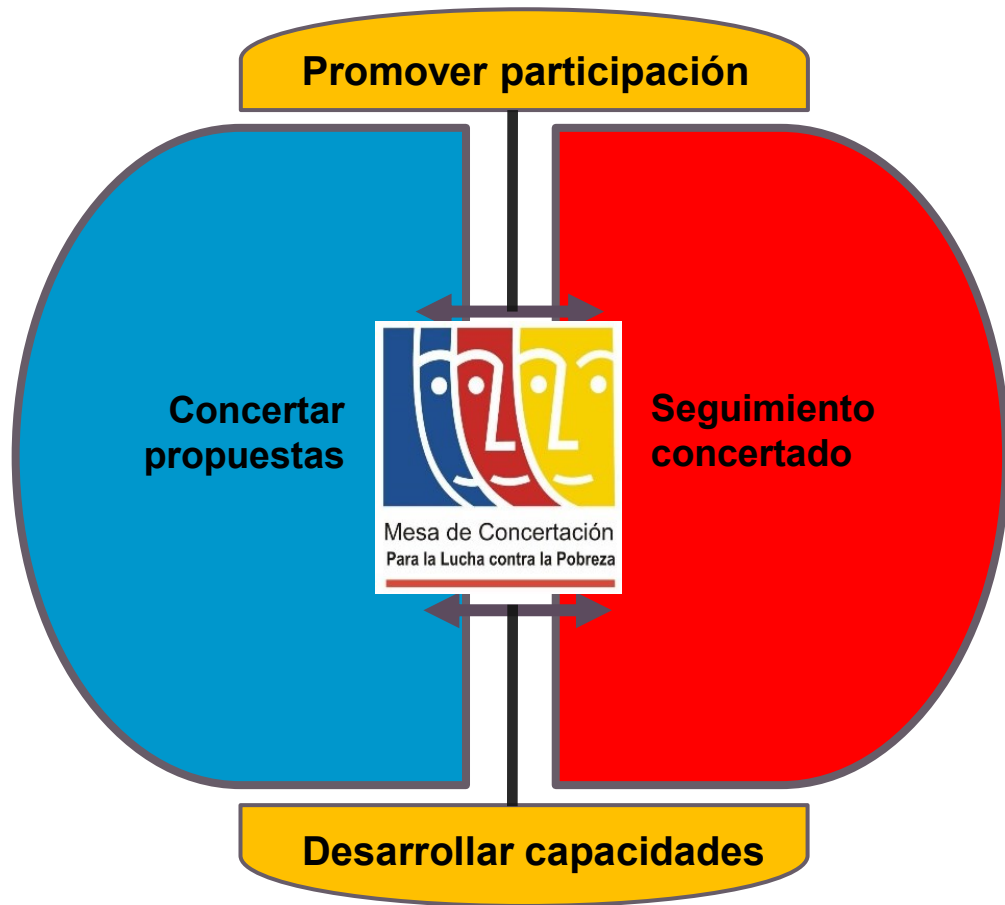 Promover participación
Concertar
propuestas
Seguimiento
concertado
Mesa de Concertación
Para la Lucha contra la Pobreza
Desarrollar capacidades